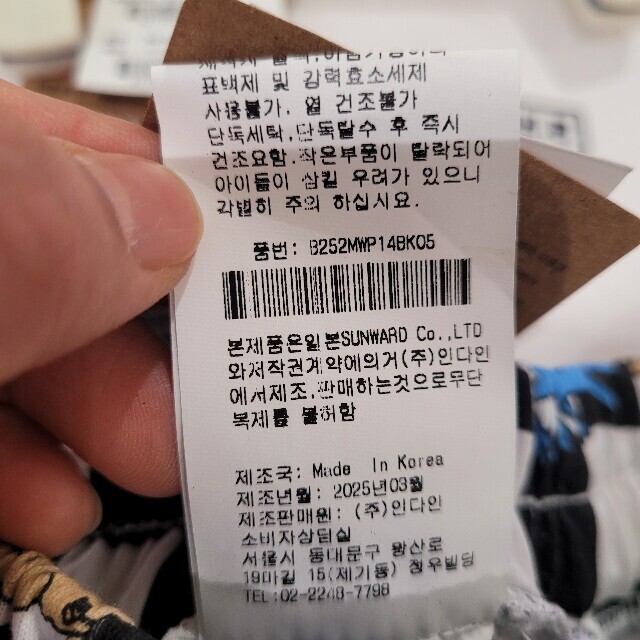 표백제 및 강력효소세제
사용불가, 열 건조불가
단독세탁,단독탈수 후 즉시
건조요함,작은부품이 탈락되어
아이들이 삼킬 우려가 있으니
각별히 주의 하십시요.
품번: B252MWP14BK05
본제품은일본SUNWARD Co.,LTD
와저작권계약에의거(주)인다인
에서제조,판매하는것으로무단
복제를 불허함
제조국: Made In Korea
제조년월: 2025년03월
제조판매원: (주)인다인
소비자상담실
서울시 동대문구 왕산로
19마길 15(제기동) 청우빌딩
TEL:02-2248-7798